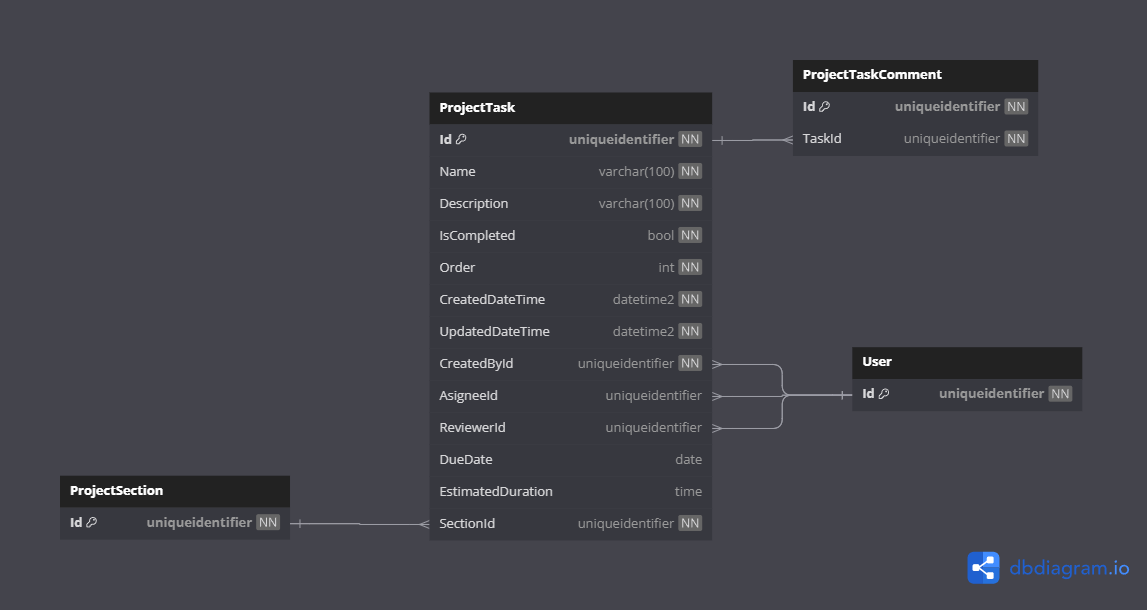 ProjectTaskComment
Id uniqueidentifier NN
TaskId uniqueidentifier NN
ProjectTask
Id uniqueidentifier NN
Name varchar(100) NN
Description varchar(100) NN
IsCompleted bool NN
Order int NN
CreatedDateTime datetime2 NN
UpdatedDateTime datetime2 NN
CreatedById uniqueidentifier NN
AsigneeId uniqueidentifier
ReviewerId uniqueidentifier
DueDate date
EstimatedDuration time
SectionId uniqueidentifier NN
User
Id uniqueidentifier NN
ProjectSection
Id uniqueidentifier NN
dbdiagram.io